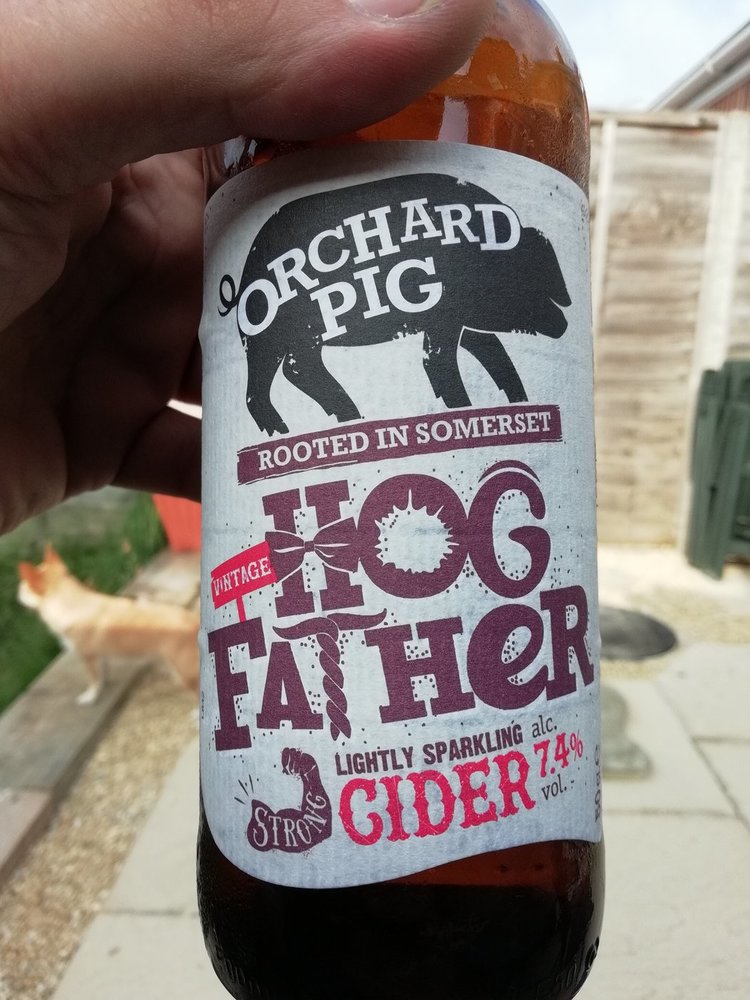 ORCHARD
PIG
ROOTED IN SOMERSET
HOG
VINTAGE
FATHER
LIGHTLY SPARKLING
CIDER
alc.
7.4%
vol.
STRONG